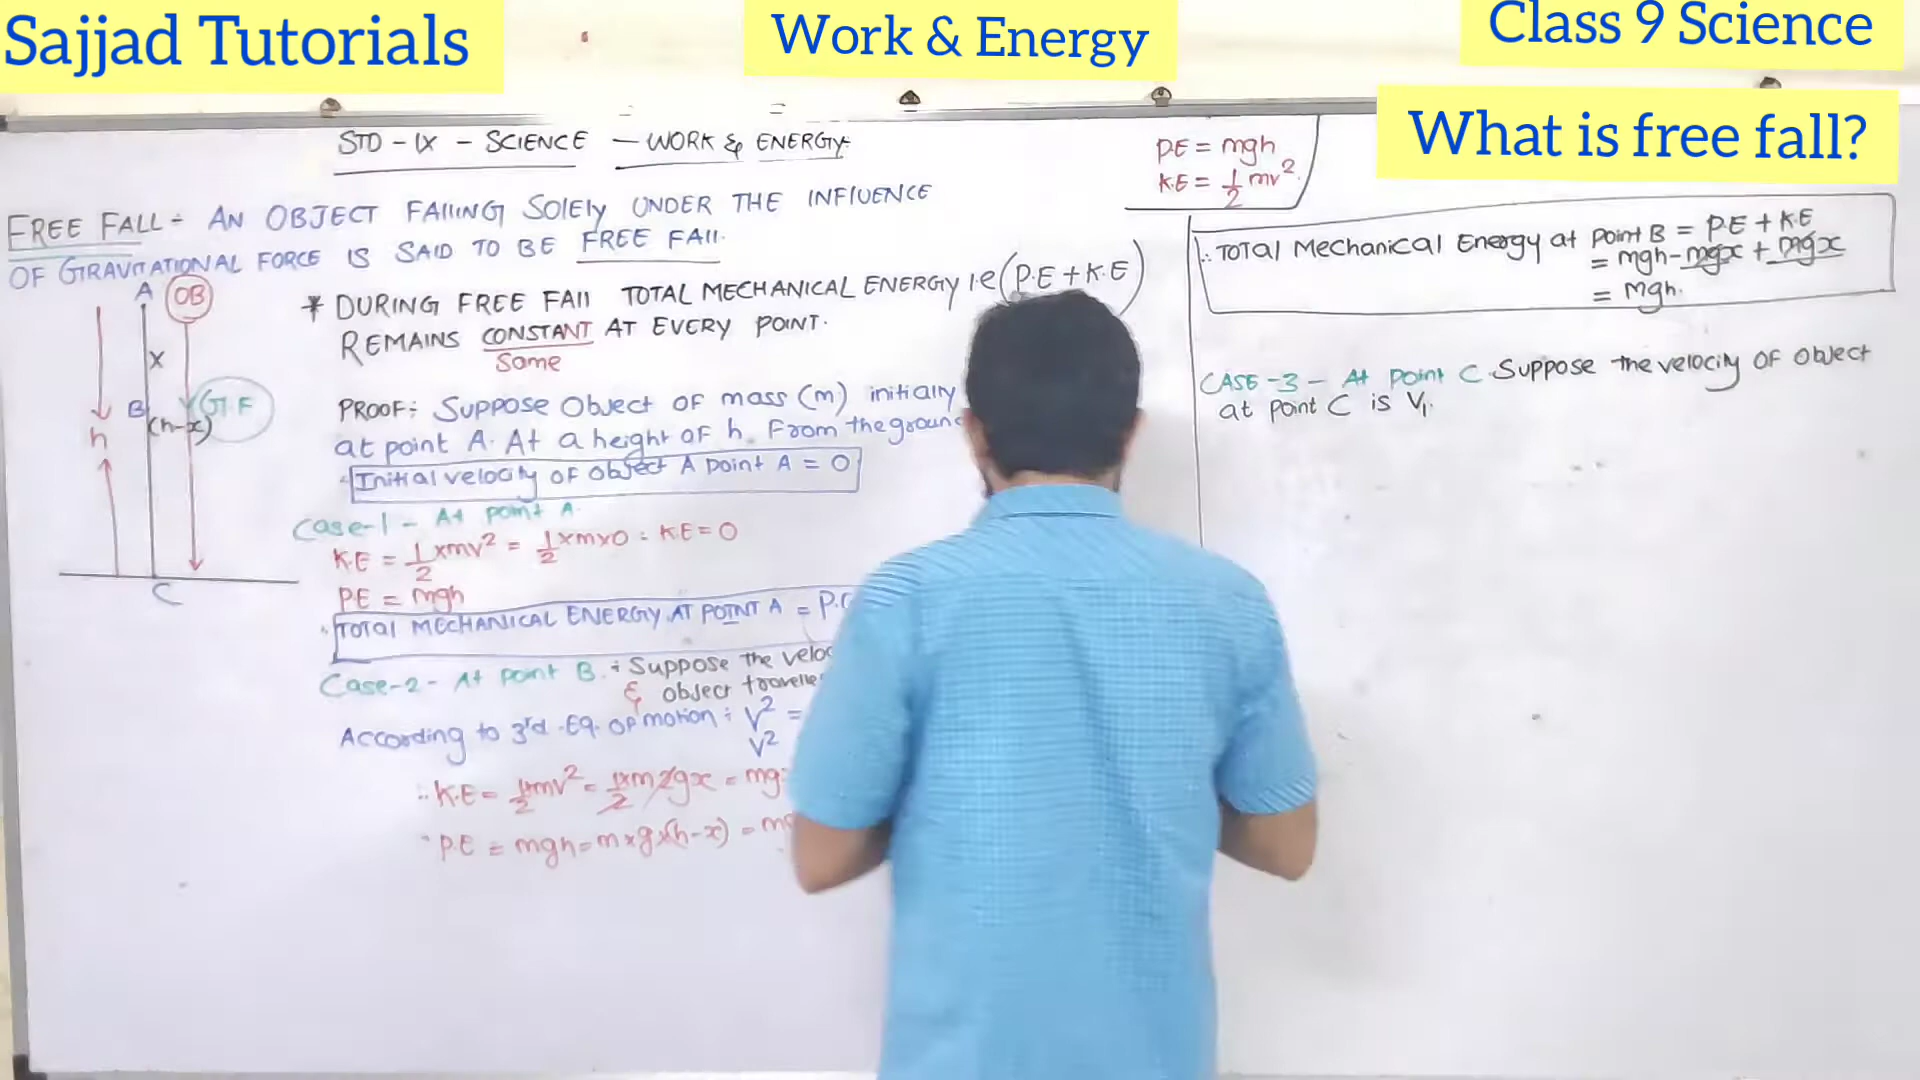 Sajjad Tutorials
Work & Energy
Class 9 Science
What is free fall?
STD - IX - SCIENCE - WORK & ENERGY
P.E = mgh
K.E = 1/2 mv²
FREE FALL:- AN OBJECT FAllING SOlEly UNDER THE INFlUENCE
OF GRAVITATIONAL FORCE IS SAID TO BE FREE FAll.
* DURING FREE FAll TOTAL MECHANICAL ENERGY i.e (P.E + K.E)
REMAINS CONSTANT AT EVERY POINT.
Same
A
OB
X
B
G.F
(h-x)
h
C
PROOF: SUPPOSE Object OF mass (m) initially
at point A. At a height OF h From the ground
Initial velocity OF object A point A = 0
Case-1 - At point A.
K.E = 1/2 x mv² = 1/2 x m x 0 : K.E = 0
P.E = mgh
∴ TOTAL MECHANICAL ENERGY AT POINT A =
Case-2 - At point B. : Suppose the
& object
According to 3rd Eq. OF motion : V² =
V²
∴ K.E = 1/2 mv² = 1/2 x m 2gx =
P.E = mgh = m x g x (h-x) =
∴ TOTAL Mechanical Energy at point B = P.E + K.E
= mgh - mgx + mgx
= mgh.
CASE-3 - At point C Suppose the velocity OF object
at point C is V₁.